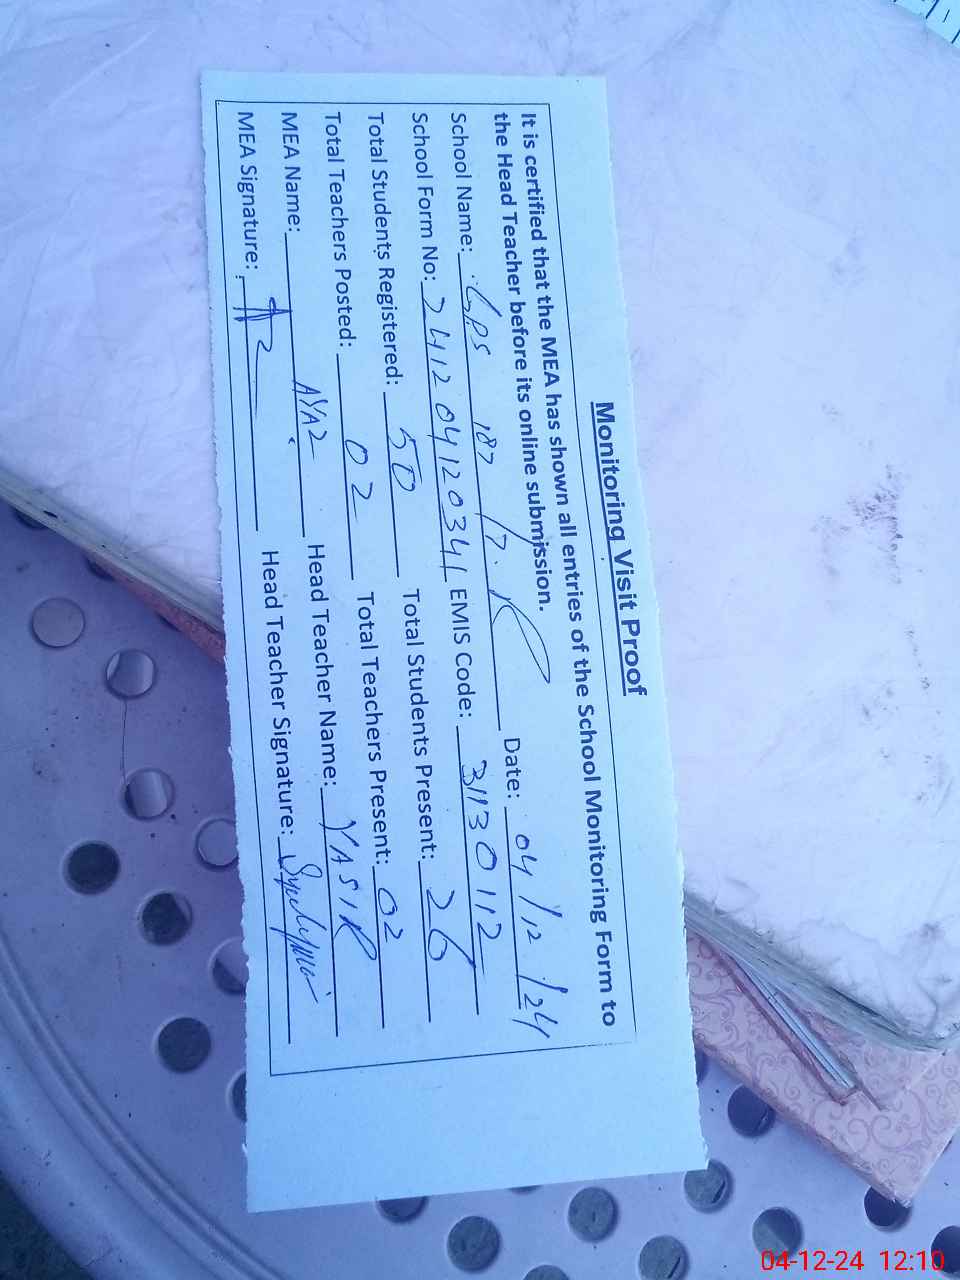 Monitoring Visit Proof
It is certified that the MEA has shown all entries of the School Monitoring Form to
the Head Teacher before its online submission.
School Name: GPS 187 / 7.R Date: 04/12/24
School Form No: 2412 04120341 EMIS Code: 31130112
Total Students Registered: 50 Total Students Present: 26
Total Teachers Posted: 02 Total Teachers Present: 02
MEA Name: AYAZ Head Teacher Name: YASIR
MEA Signature: Head Teacher Signature:
04-12-24 12:10